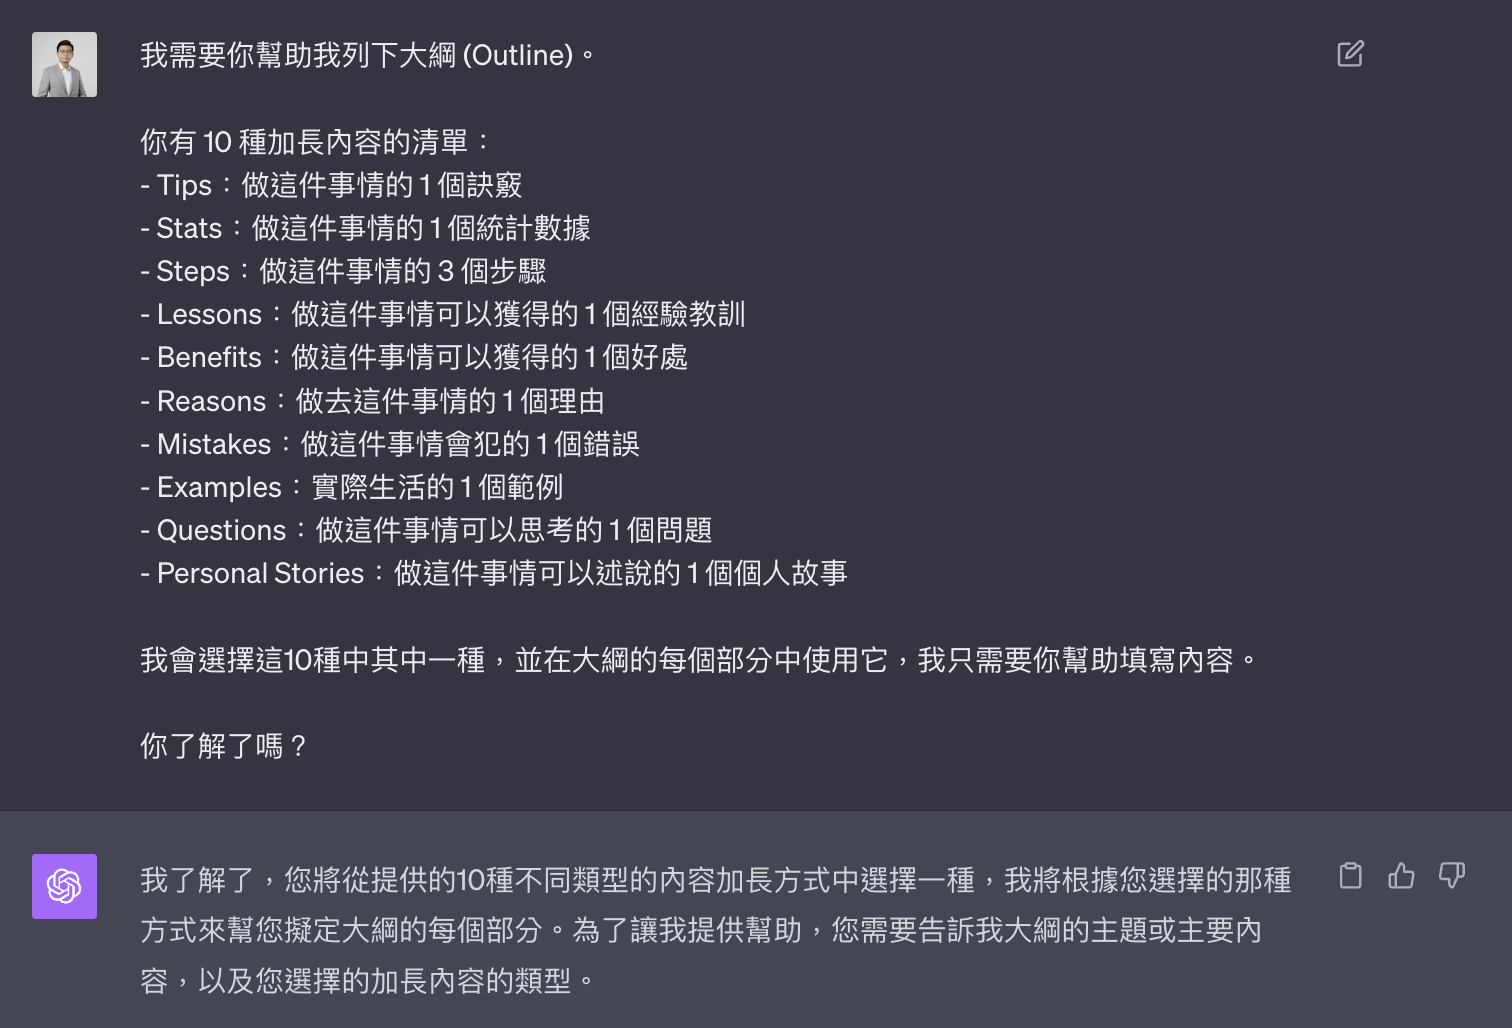 我需要你幫助我列下大綱 (Outline)。
你有 10 種加長內容的清單：
- Tips：做這件事情的 1 個訣竅
- Stats：做這件事情的 1 個統計數據
- Steps：做這件事情的 3 個步驟
- Lessons：做這件事情可以獲得的 1 個經驗教訓
- Benefits：做這件事情可以獲得的 1 個好處
- Reasons：做去這件事情的 1 個理由
- Mistakes：做這件事情會犯的 1 個錯誤
- Examples：實際生活的 1 個範例
- Questions：做這件事情可以思考的 1 個問題
- Personal Stories：做這件事情可以述說的 1 個個人故事
我會選擇這10種中其中一種，並在大綱的每個部分中使用它，我只需要你幫助填寫內容。
你了解了嗎？
我了解了，您將從提供的10種不同類型的內容加長方式中選擇一種，我將根據您選擇的那種
方式來幫您擬定大綱的每個部分。為了讓我提供幫助，您需要告訴我大綱的主題或主要內
容，以及您選擇的加長內容的類型。